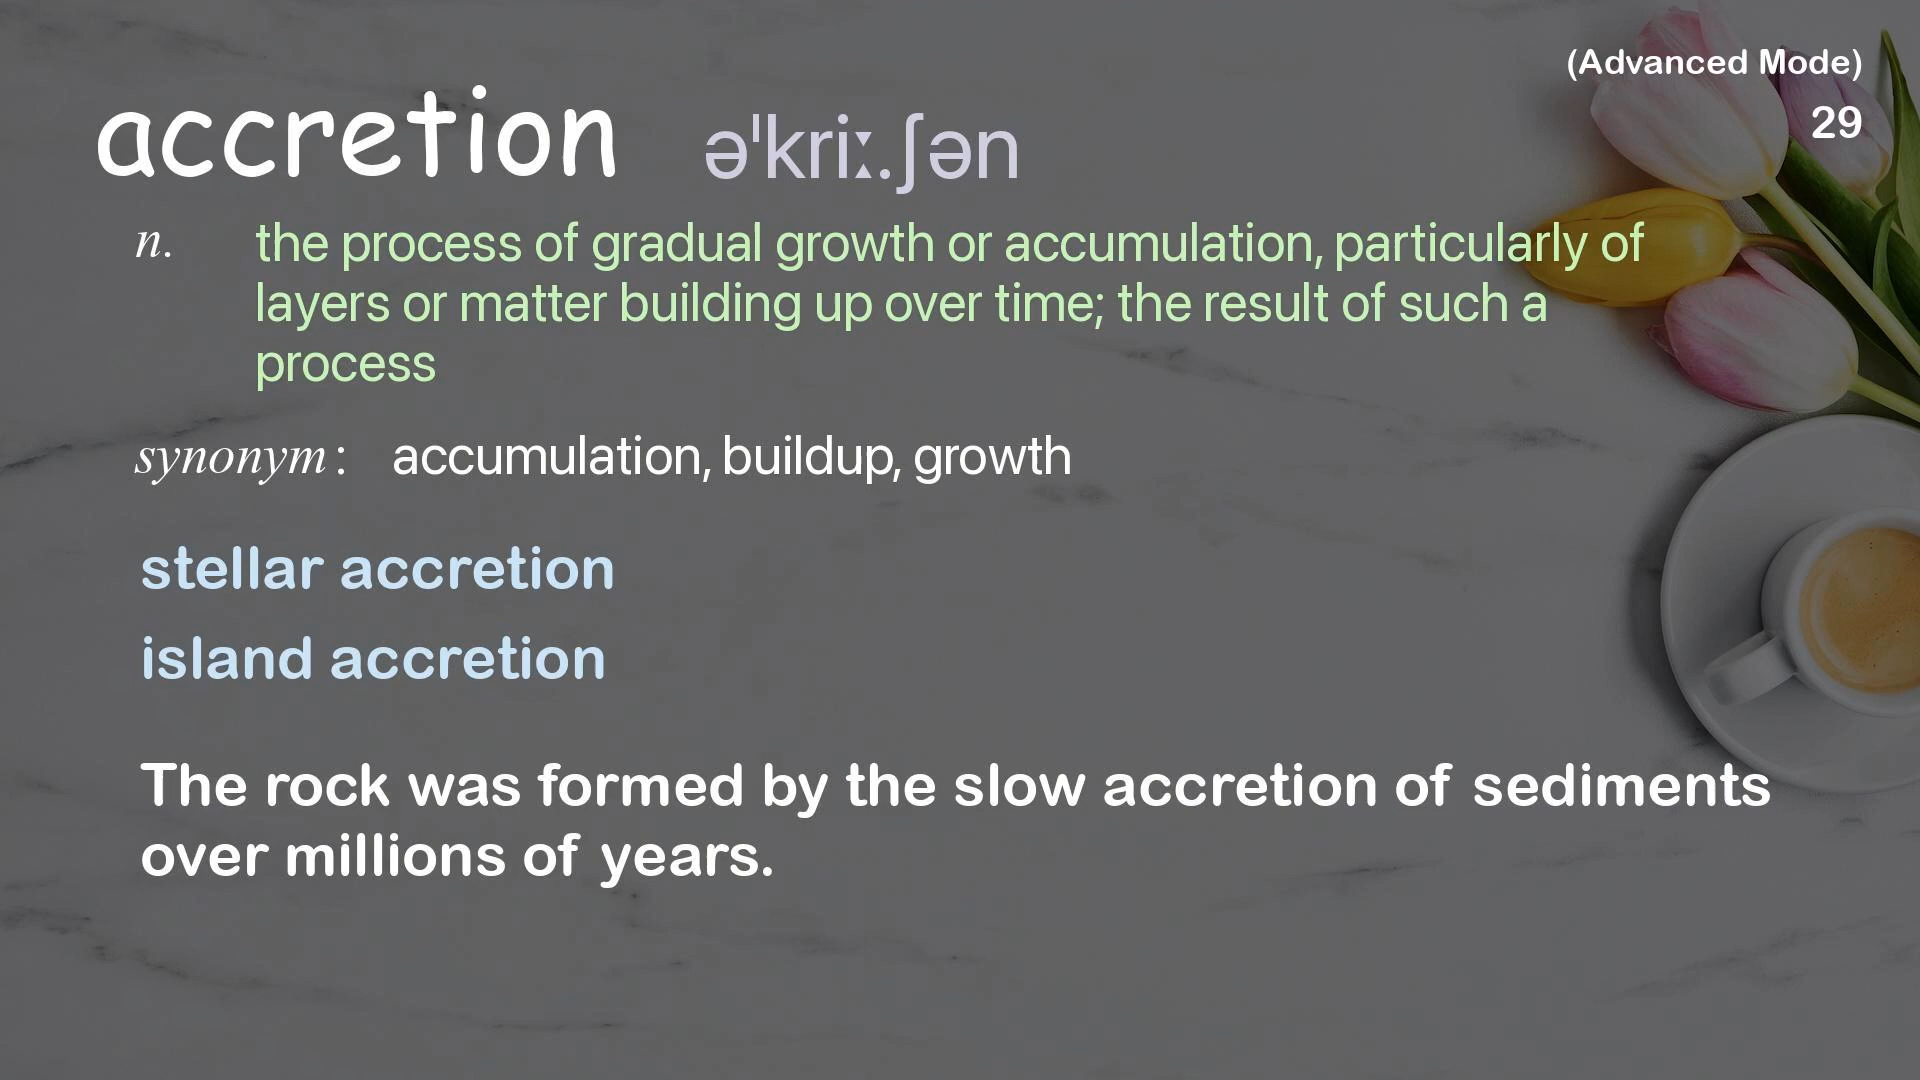 (Advanced Mode)
29
accretion əˈkriː.ʃən
n. the process of gradual growth or accumulation, particularly of
layers or matter building up over time; the result of such a
process
synonym : accumulation, buildup, growth
stellar accretion
island accretion
The rock was formed by the slow accretion of sediments
over millions of years.